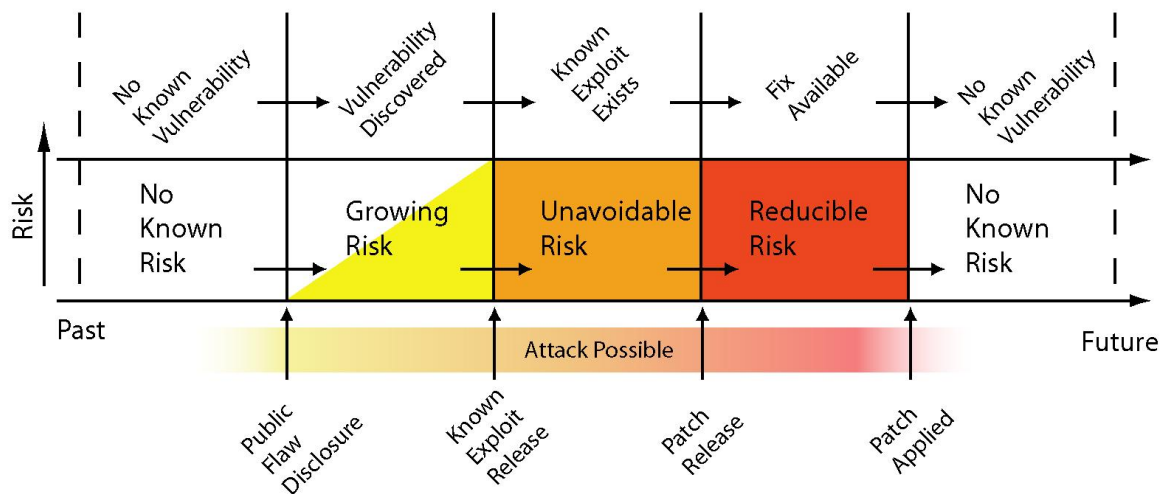 No
Known
Vulnerability
Vulnerability
Discovered
Known
Exploit
Exists
Fix
Available
No
Known
Vulnerability
Risk
No
Known
Risk
Growing
Risk
Unavoidable
Risk
Reducible
Risk
No
Known
Risk
Past
Attack Possible
Future
Public
Flaw
Disclosure
Known
Exploit
Release
Patch
Release
Patch
Applied